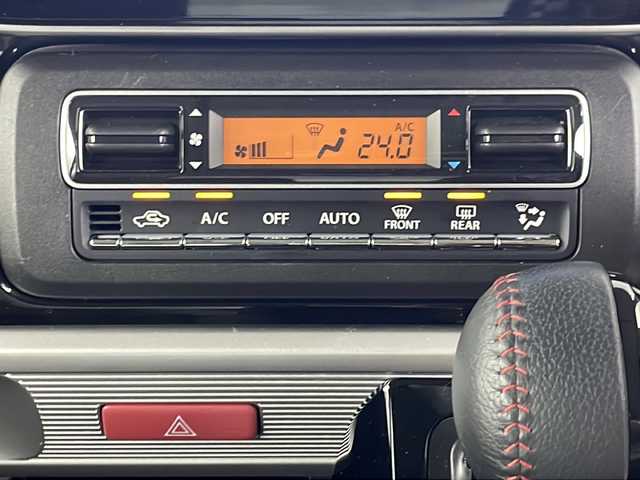 A/C
24.0
A/C OFF AUTO FRONT REAR